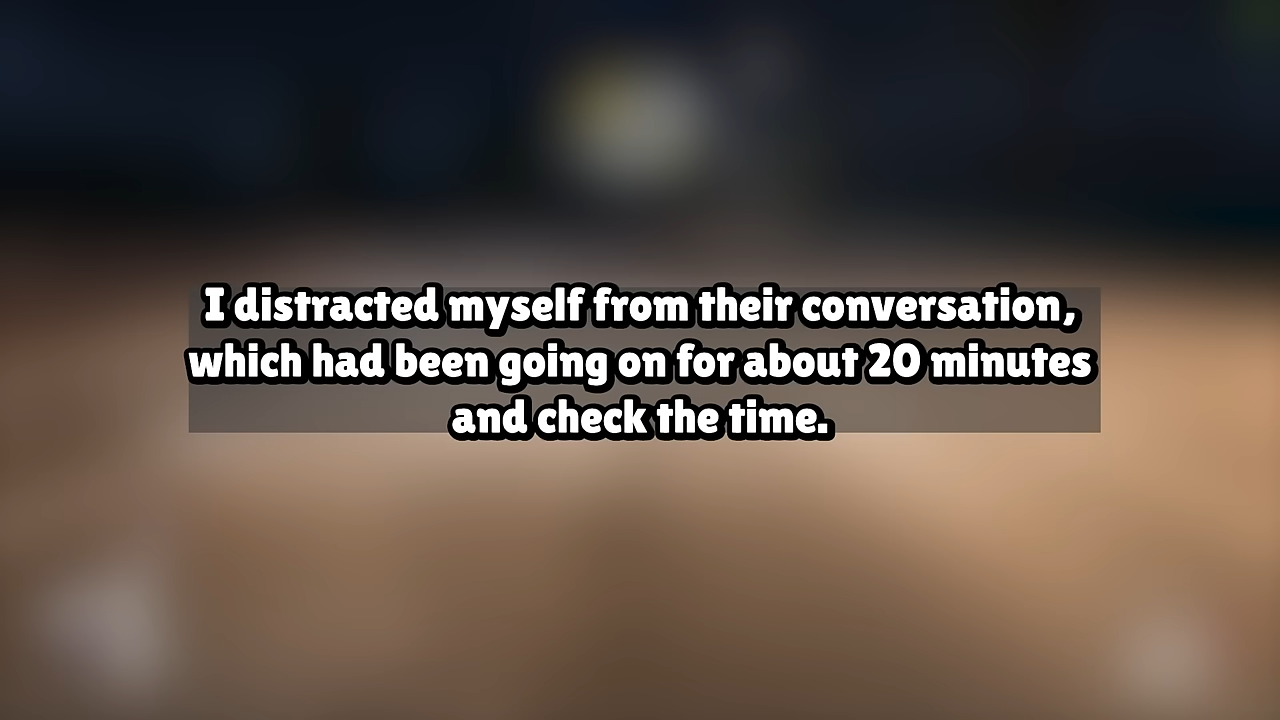 I distracted myself from their conversation,
which had been going on for about 20 minutes
and check the time.